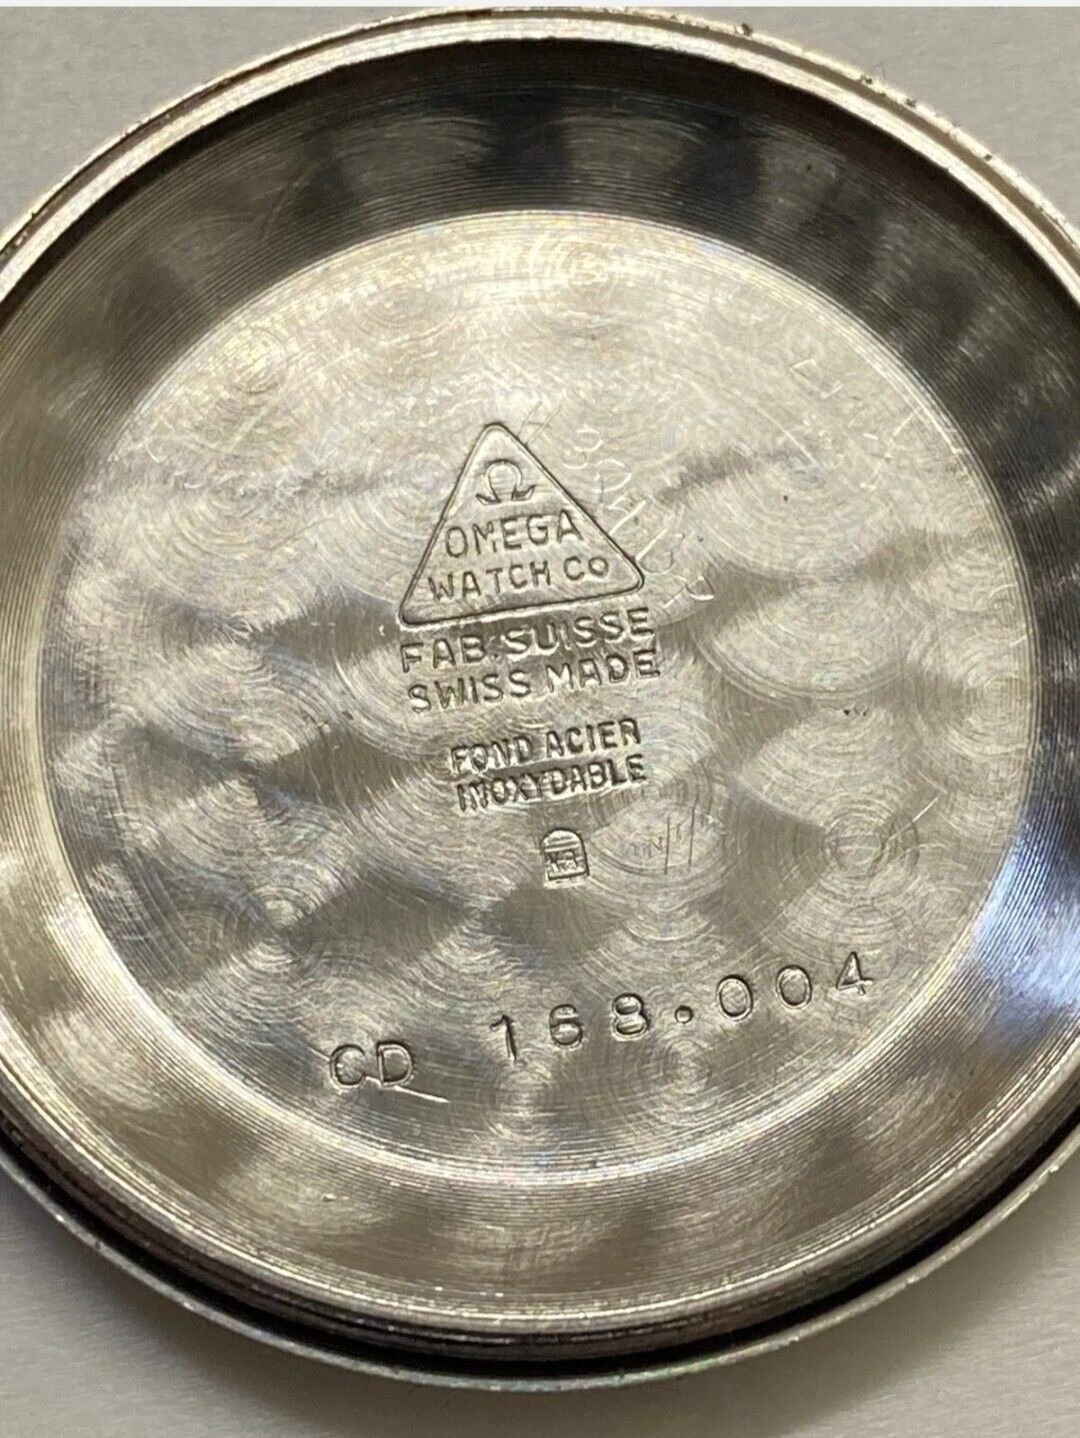 Ω
OMEGA
WATCH Co
FAB. SUISSE
SWISS MADE
FOND ACIER
INOXYDABLE
CD 168.004